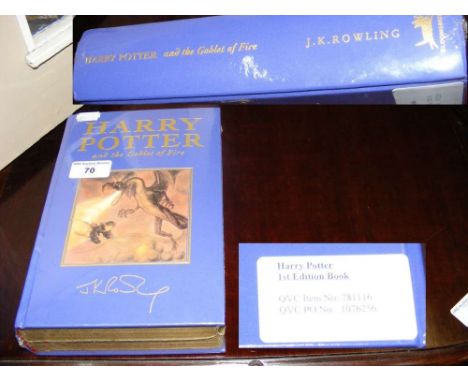 HARRY POTTER and the Goblet of Fire J.K.ROWLING
HARRY
POTTER
and the Goblet of Fire
70
Harry Potter
1st Edition Book
QVC Item No: 781116
QVC PO No: 1076256